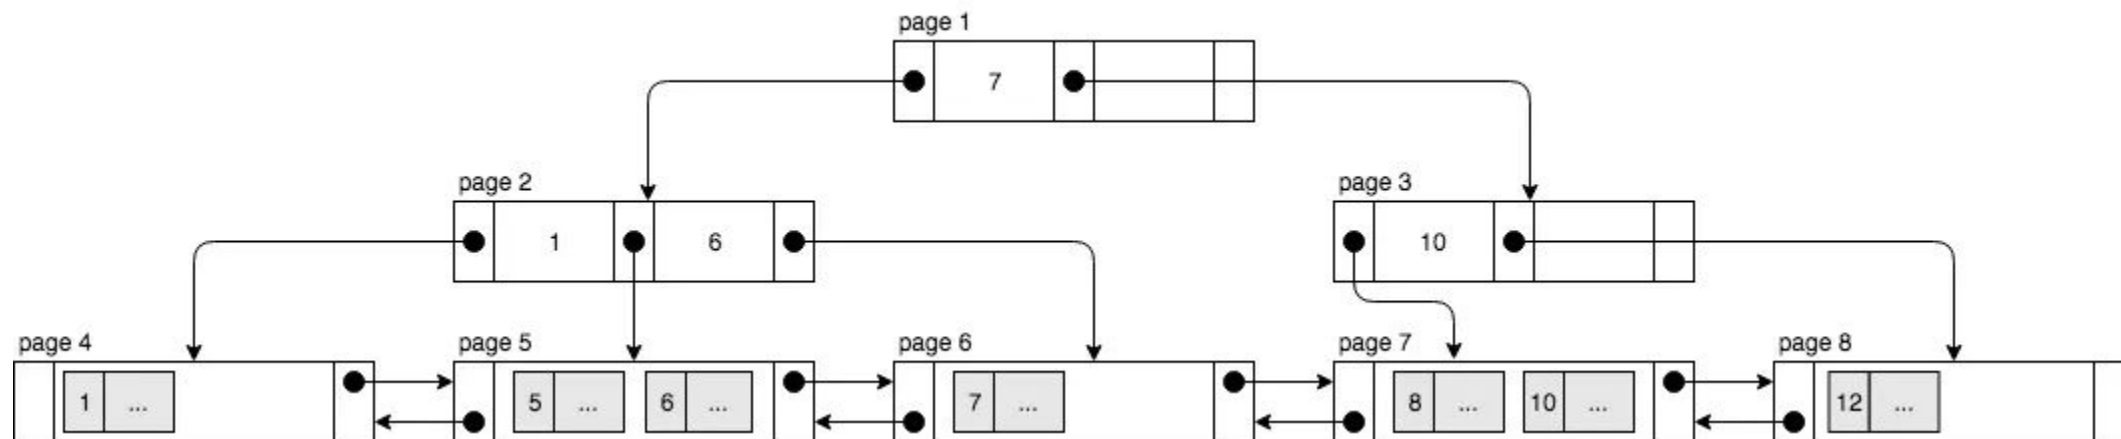 page 1
7
page 2
1 6
page 3
10
page 4
1 ...
page 5
5 ... 6 ...
page 6
7 ...
page 7
8 ... 10 ...
page 8
12 ...